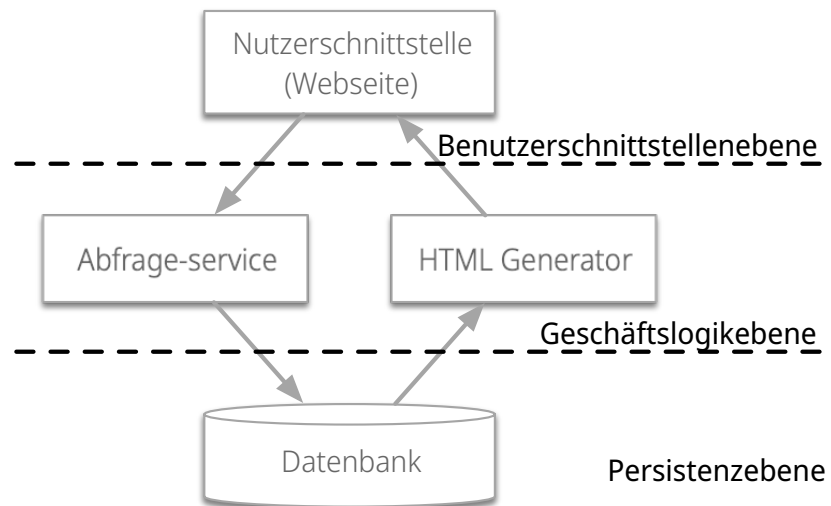 Nutzerschnittstelle
(Webseite)
Benutzerschnittstellenebene
Abfrage-service
HTML Generator
Geschäftslogikebene
Datenbank
Persistenzebene